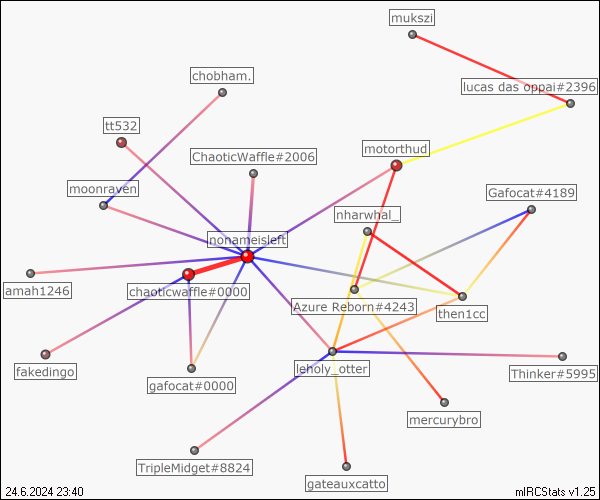 mukszi
chobham.
lucas das oppai#2396
tt532
motorthud
ChaoticWaffle#2006
moonraven
Gafocat#4189
nharwhal_
nonameisleft
amah1246
chaoticwaffle#0000
Azure Reborn#4243
then1cc
fakedingo
gafocat#0000
leholy_otter
Thinker#5995
mercurybro
TripleMidget#8824
gateauxcatto
24.6.2024 23:40
mIRCStats v1.25